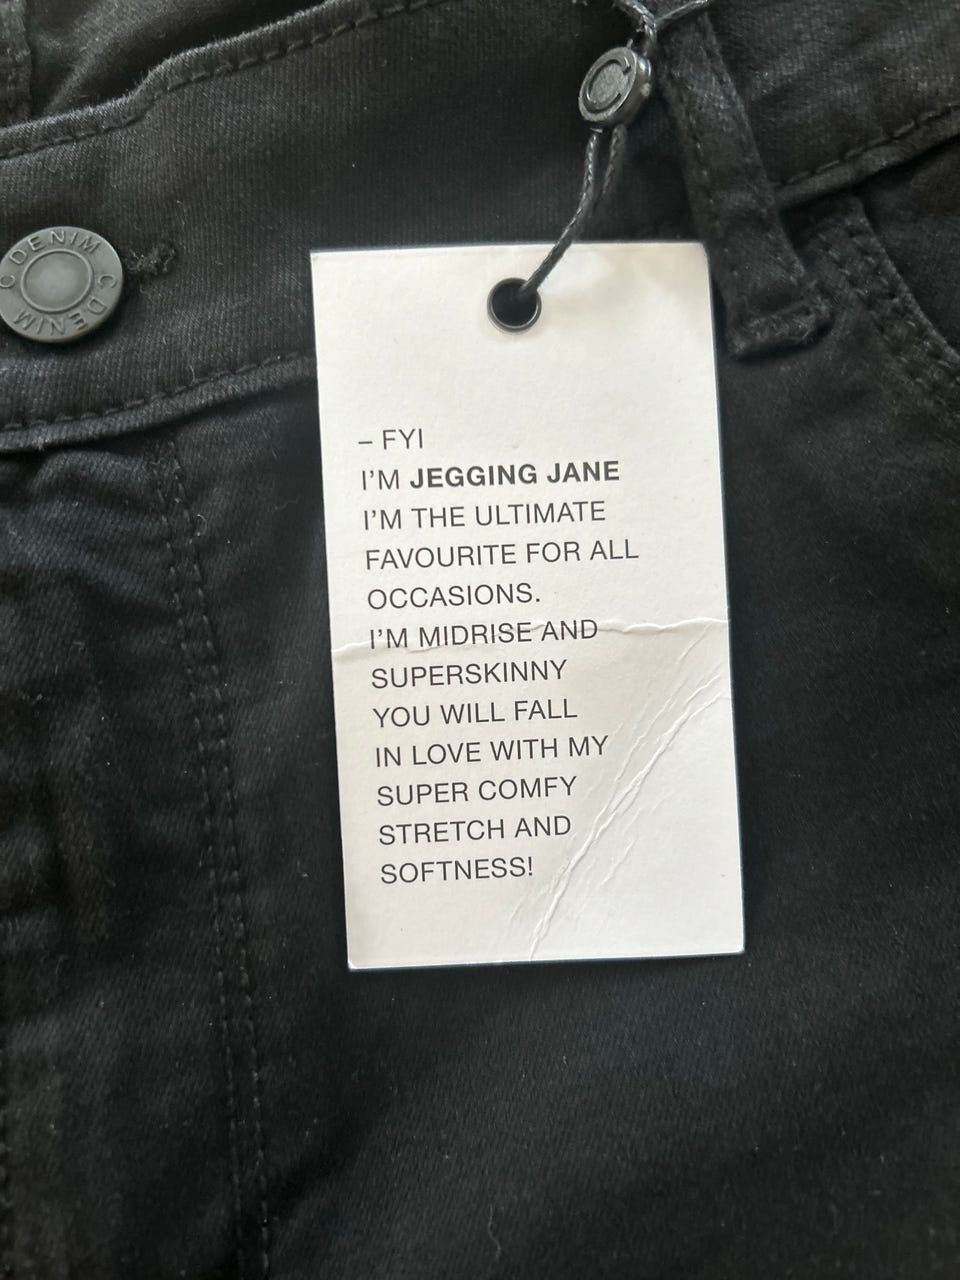 C DENIM C DENIM
– FYI
I'M JEGGING JANE
I'M THE ULTIMATE
FAVOURITE FOR ALL
OCCASIONS.
I'M MIDRISE AND
SUPERSKINNY
YOU WILL FALL
IN LOVE WITH MY
SUPER COMFY
STRETCH AND
SOFTNESS!